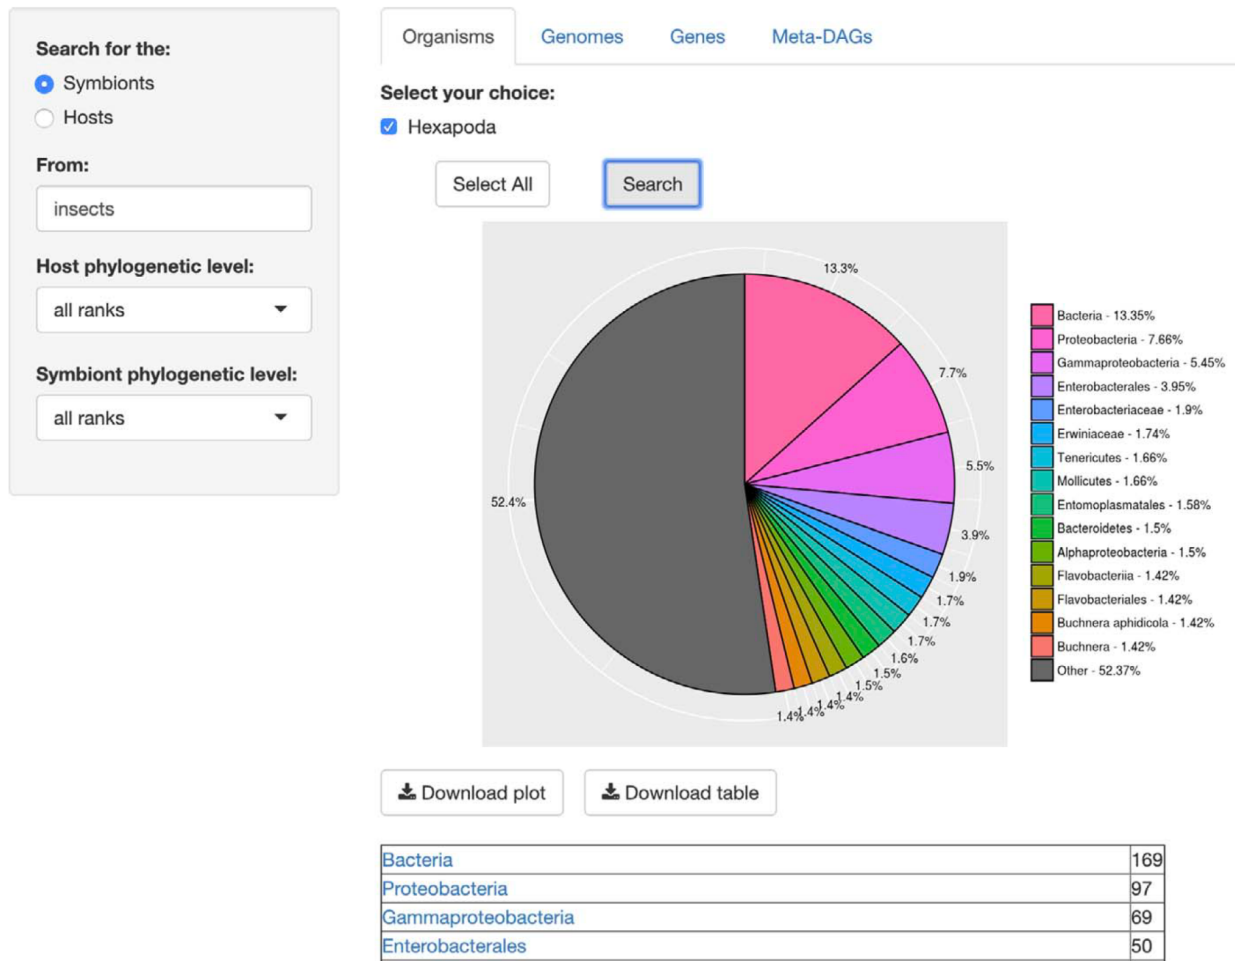 Search for the:
Symbionts
Hosts
From:
insects
Host phylogenetic level:
all ranks
Symbiont phylogenetic level:
all ranks
Organisms Genomes Genes Meta-DAGs
Select your choice:
Hexapoda
Select All Search
13.3%
7.7%
5.5%
3.9%
1.9%
1.7%
1.7%
1.7%
1.6%
1.5%
1.5%
1.4%
1.4%
1.4%
1.4%
52.4%
Bacteria - 13.35%
Proteobacteria - 7.66%
Gammaproteobacteria - 5.45%
Enterobacterales - 3.95%
Enterobacteriaceae - 1.9%
Erwiniaceae - 1.74%
Tenericutes - 1.66%
Mollicutes - 1.66%
Entomoplasmatales - 1.58%
Bacteroidetes - 1.5%
Alphaproteobacteria - 1.5%
Flavobacteriia - 1.42%
Flavobacteriales - 1.42%
Buchnera aphidicola - 1.42%
Buchnera - 1.42%
Other - 52.37%
Download plot Download table
Bacteria 169
Proteobacteria 97
Gammaproteobacteria 69
Enterobacterales 50